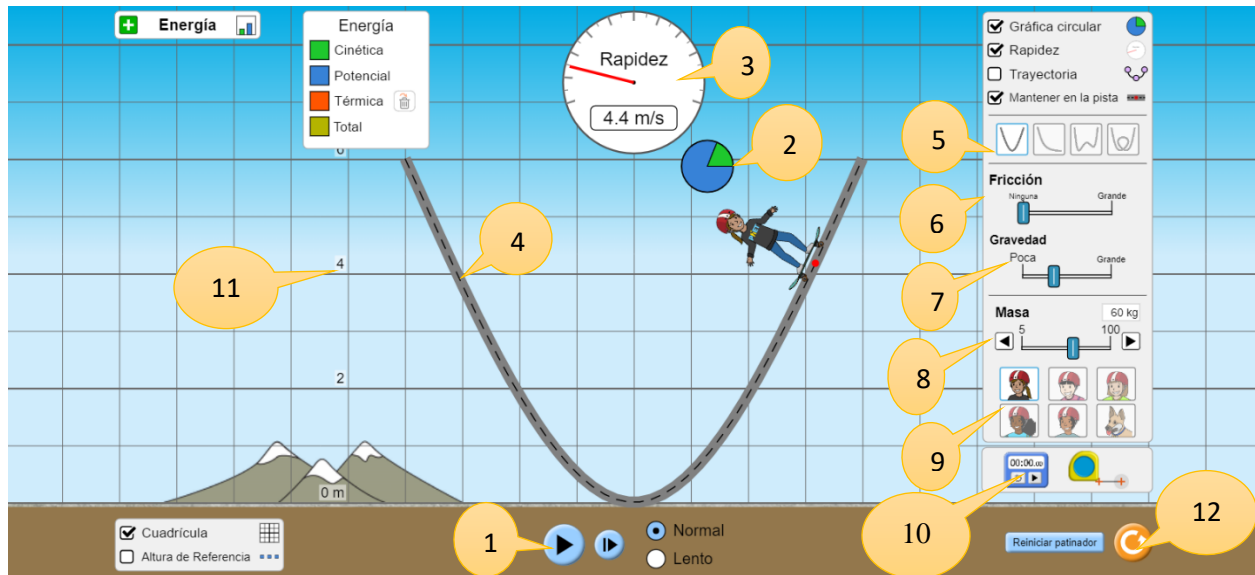 Energía
Energía
Cinética
Potencial
Térmica
Total
Rapidez
4.4 m/s
3
2
4
11
6
4
2
0 m
Gráfica circular
Rapidez
Trayectoria
Mantener en la pista
5
Fricción
Ninguna
Grande
6
Gravedad
Poca
Grande
7
Masa
60 kg
5
100
8
9
00:00.00
10
Cuadrícula
Altura de Referencia
1
Normal
Lento
Reiniciar patinador
12